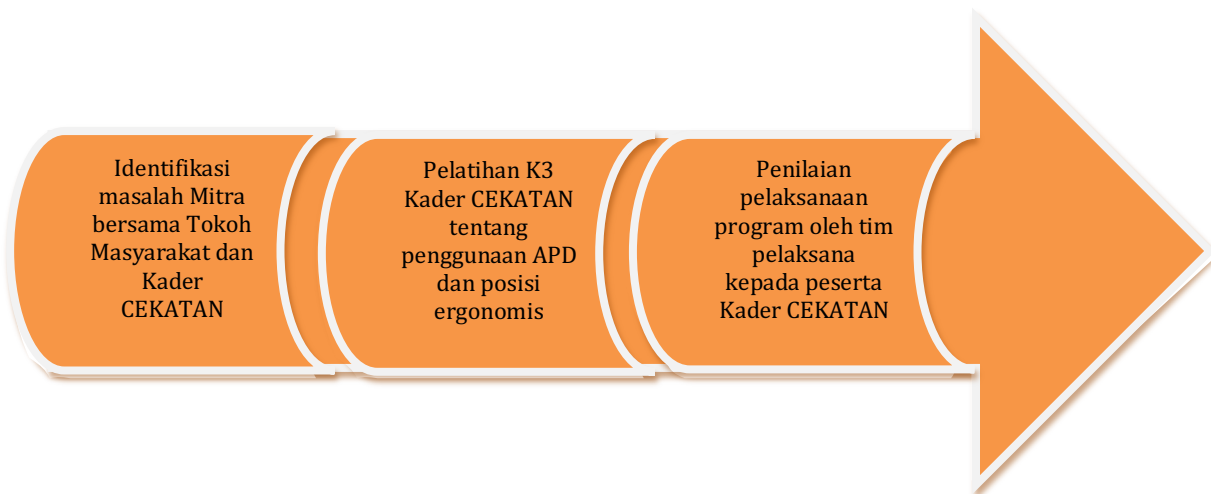 Identifikasi
masalah Mitra
bersama Tokoh
Masyarakat dan
Kader
CEKATAN
Pelatihan K3
Kader CEKATAN
tentang
penggunaan APD
dan posisi
ergonomis
Penilaian
pelaksanaan
program oleh tim
pelaksana
kepada peserta
Kader CEKATAN